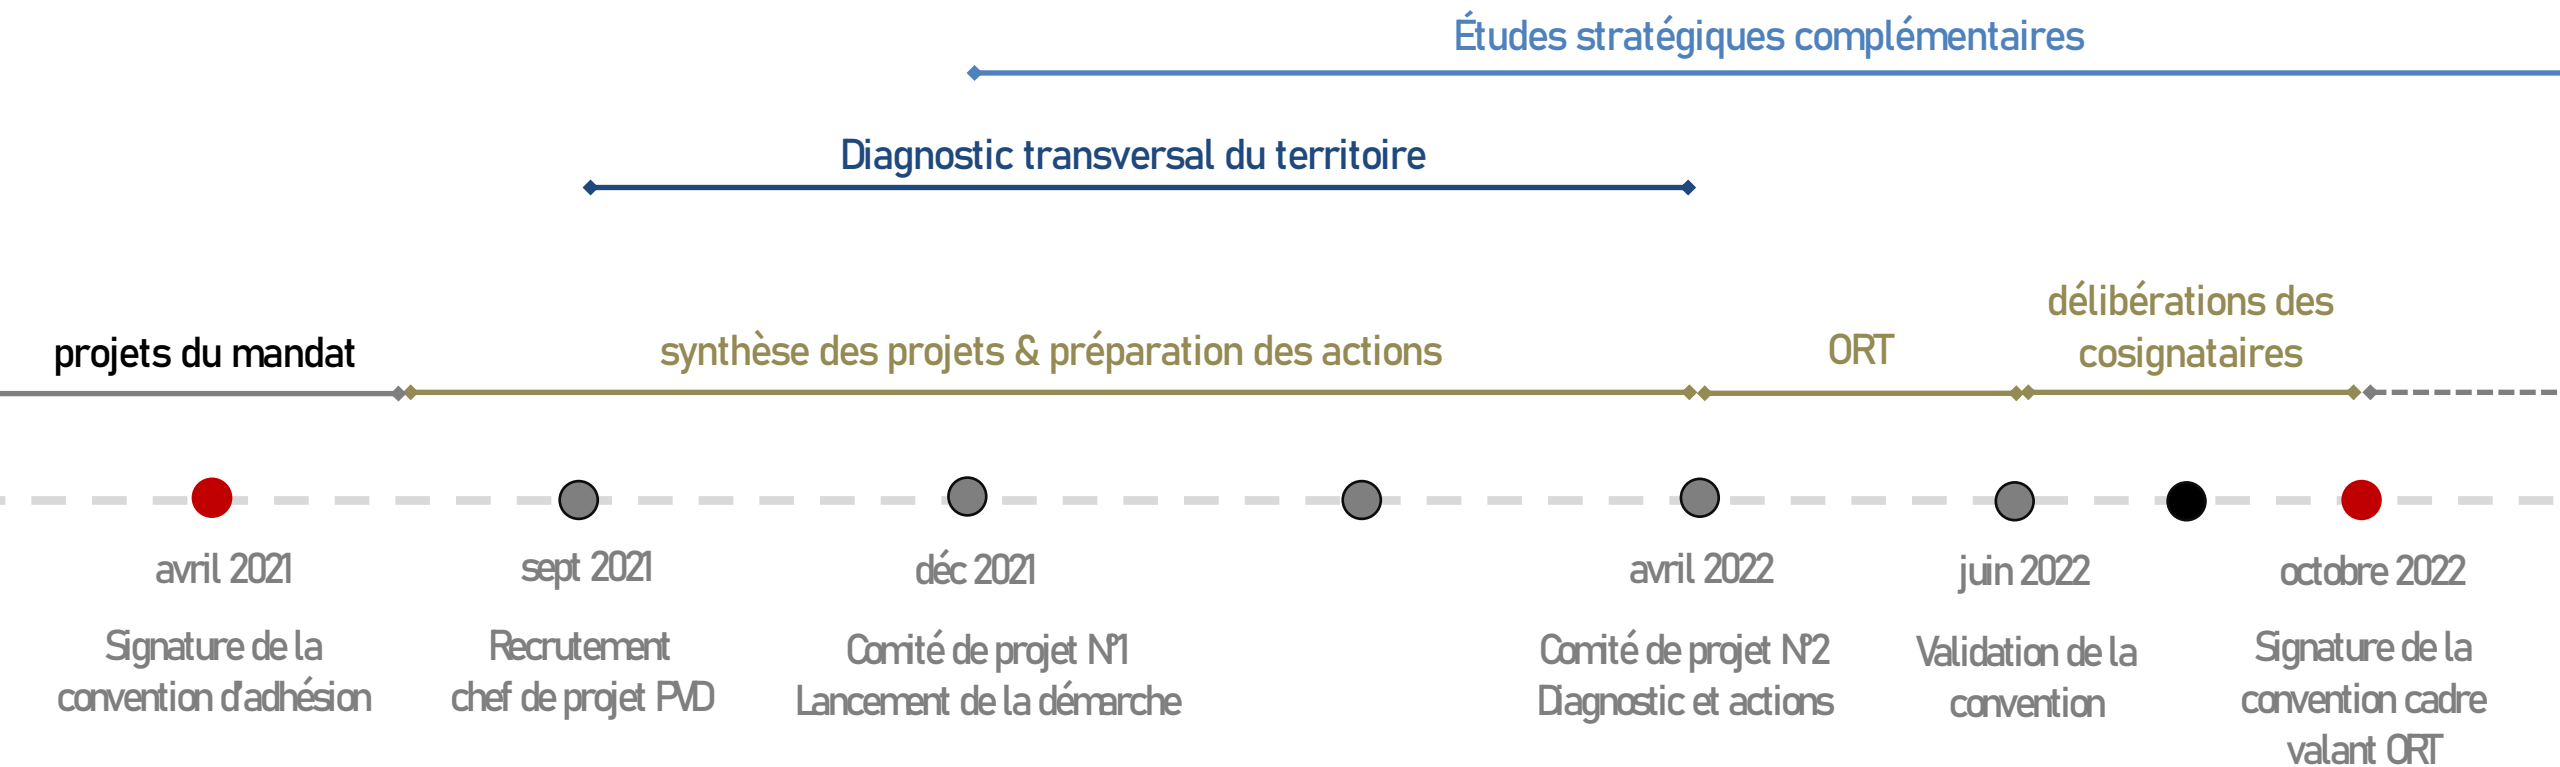 Études stratégiques complémentaires
Diagnostic transversal du territoire
projets du mandat
synthèse des projets & préparation des actions
ORT
délibérations des
cosignataires
avril 2021
Signature de la
convention d'adhésion
sept 2021
Recrutement
chef de projet PVD
déc 2021
Comité de projet N°1
Lancement de la démarche
avril 2022
Comité de projet N°2
Diagnostic et actions
juin 2022
Validation de la
convention
octobre 2022
Signature de la
convention cadre
valant ORT